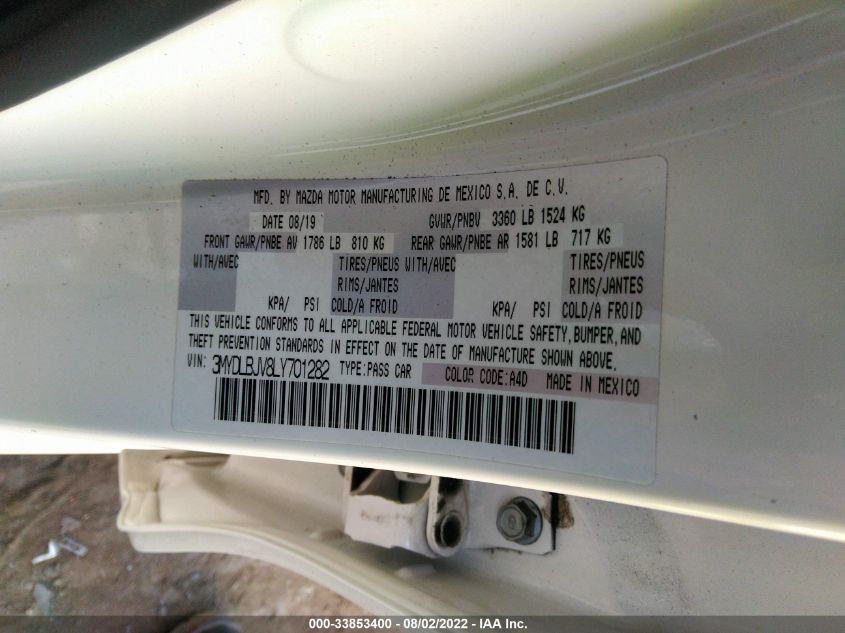 MFD. BY MAZDA MOTOR MANUFACTURING DE MEXICO S.A. DE C.V.
DATE 08/19 GVWR/PNBV 3360 LB 1524 KG
FRONT GAWR/PNBE AV 1786 LB 810 KG REAR GAWR/PNBE AR 1581 LB 717 KG
WITH/AVEC TIRES/PNEUS WITH/AVEC TIRES/PNEUS
RIMS/JANTES RIMS/JANTES
KPA/ PSI COLD/A FROID KPA/ PSI COLD/A FROID
THIS VEHICLE CONFORMS TO ALL APPLICABLE FEDERAL MOTOR VEHICLE SAFETY, BUMPER, AND
THEFT PREVENTION STANDARDS IN EFFECT ON THE DATE OF MANUFACTURE SHOWN ABOVE.
VIN: 3MYDLBJV8LY701282 TYPE:PASS CAR COLOR CODE:A4D MADE IN MEXICO
000-33853400 - 08/02/2022 - IAA Inc.